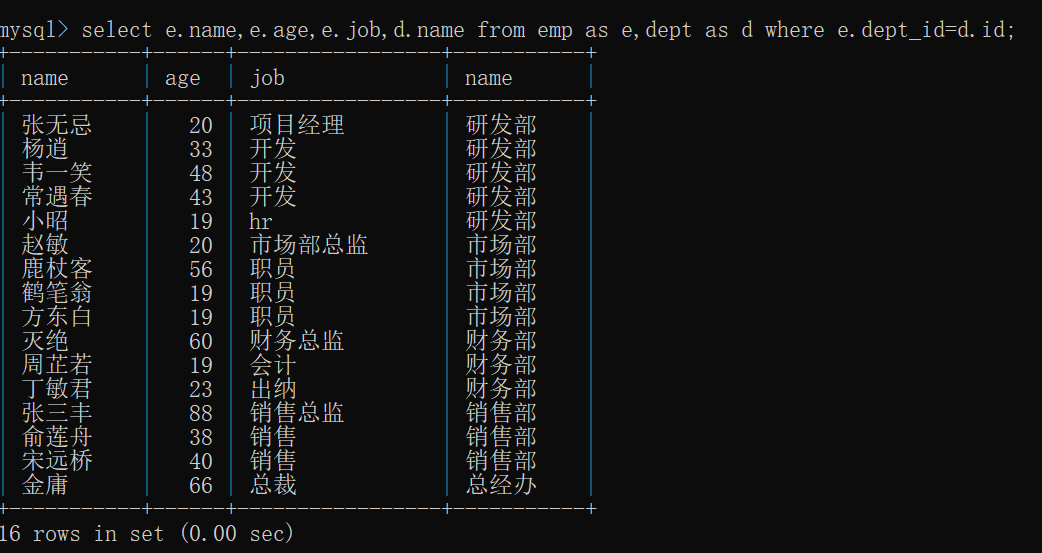 mysql> select e.name,e.age,e.job,d.name from emp as e,dept as d where e.dept_id=d.id;
+-----------+------+-----------------+-----------+
| name | age | job | name |
+-----------+------+-----------------+-----------+
| 张无忌 | 20 | 项目经理 | 研发部 |
| 杨逍 | 33 | 开发 | 研发部 |
| 韦一笑 | 48 | 开发 | 研发部 |
| 常遇春 | 43 | 开发 | 研发部 |
| 小昭 | 19 | hr | 研发部 |
| 赵敏 | 20 | 市场部总监 | 市场部 |
| 鹿杖客 | 56 | 职员 | 市场部 |
| 鹤笔翁 | 19 | 职员 | 市场部 |
| 方东白 | 19 | 职员 | 市场部 |
| 灭绝 | 60 | 财务总监 | 财务部 |
| 周芷若 | 19 | 会计 | 财务部 |
| 丁敏君 | 23 | 出纳 | 财务部 |
| 张三丰 | 88 | 销售总监 | 销售部 |
| 俞莲舟 | 38 | 销售 | 销售部 |
| 宋远桥 | 40 | 销售 | 销售部 |
| 金庸 | 66 | 总裁 | 总经办 |
+-----------+------+-----------------+-----------+
16 rows in set (0.00 sec)